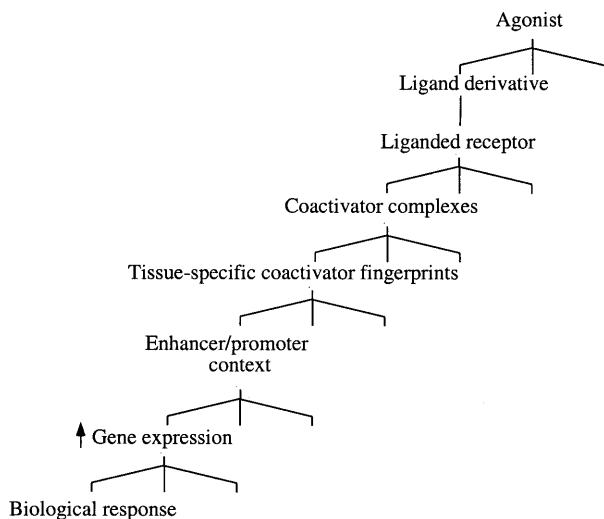 Agonist
Ligand derivative
Liganded receptor
Coactivator complexes
Tissue-specific coactivator fingerprints
Enhancer/promoter
context
Gene expression
Biological response